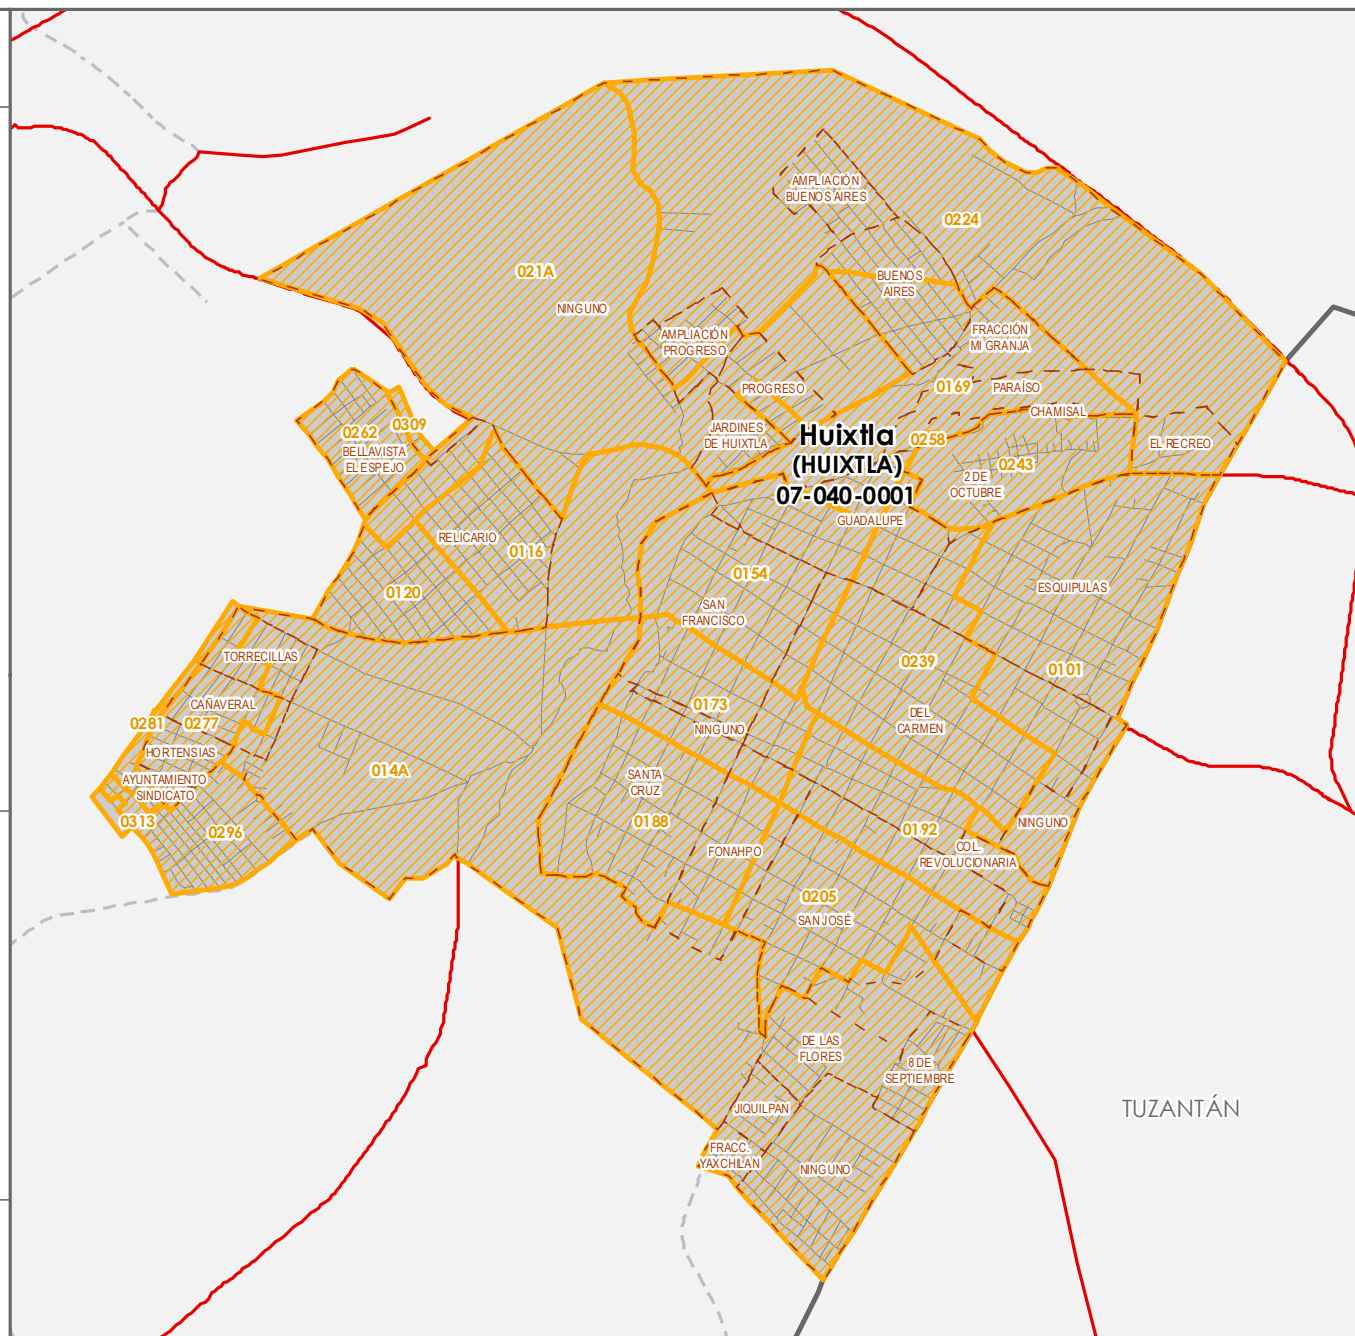 AMPLIACIÓN
BUENOS AIRES
0224
021A
BUENOS
AIRES
NINGUNO
AMPLIACIÓN
PROGRESO
FRACCIÓN
MI GRANJA
PROGRESO
0169
PARAÍSO
CHAMISAL
0309
0262
BELLAVISTA
EL ESPEJO
JARDINES
DE HUIXTLA
Huixtla
(HUIXTLA)
07-040-0001
0258
EL RECREO
0243
2 DE
OCTUBRE
GUADALUPE
RELICARIO
0116
0154
ESQUIPULAS
0120
SAN
FRANCISCO
TORRECILLAS
0239
0101
CAÑAVERAL
0173
NINGUNO
0281
0277
DEL
CARMEN
HORTENSIAS
014A
AYUNTAMIENTO
SINDICATO
SANTA
CRUZ
0313
0296
0188
0192
NINGUNO
FONAHPO
COL.
REVOLUCIONARIA
0205
SAN JOSÉ
DE LAS
FLORES
8 DE
SEPTIEMBRE
JIQUILPAN
TUZANTÁN
FRACC.
YAXCHILAN
NINGUNO